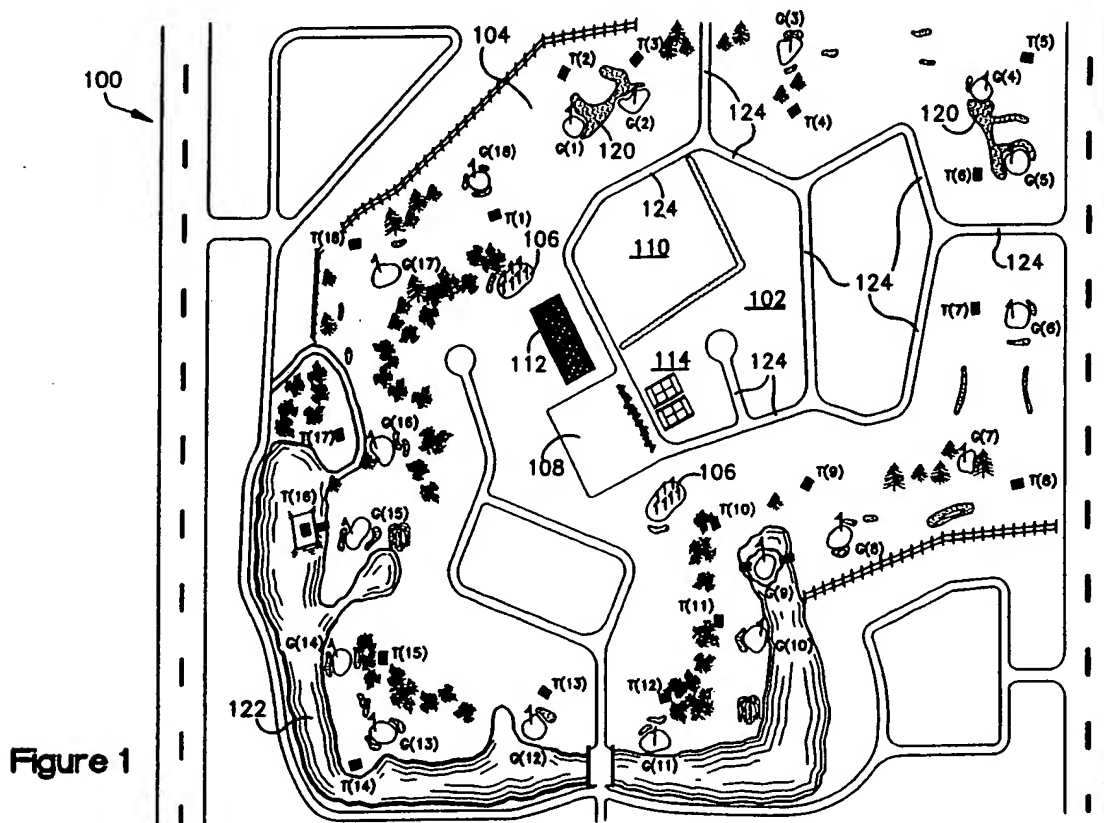 100
104
T(2)
T(3)
G(3)
T(5)
G(4)
120
G(1)
120
G(2)
124
T(4)
T(6)
G(5)
G(18)
T(1)
124
T(18)
G(17)
106
110
102
124
124
T(7)
G(6)
112
114
124
G(16)
T(17)
108
106
G(7)
T(9)
T(8)
T(16)
G(15)
T(10)
G(8)
G(9)
T(11)
G(10)
G(14)
T(15)
T(13)
T(12)
122
G(13)
G(12)
G(11)
T(14)
Figure 1